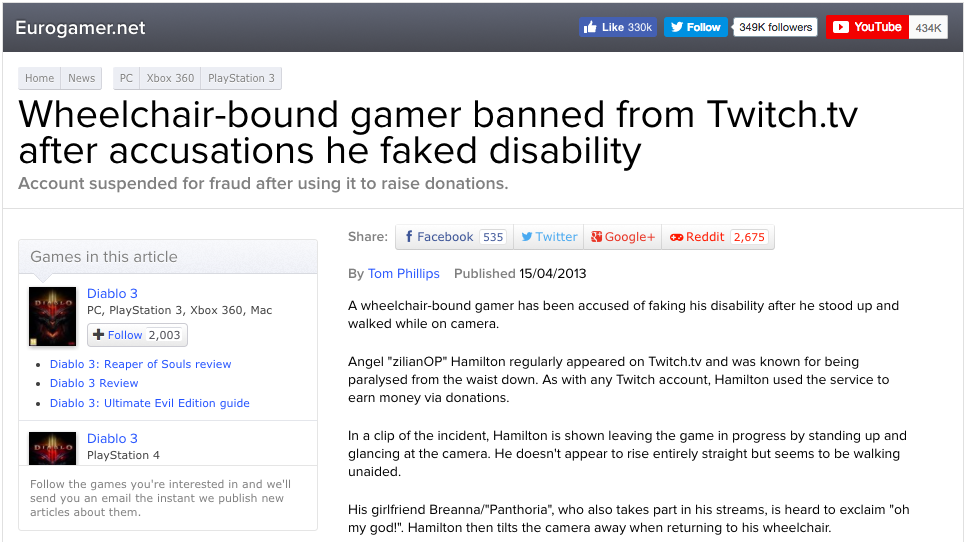 Eurogamer.net
Like 330k
Follow 349K followers
YouTube 434K
Home News PC Xbox 360 PlayStation 3
Wheelchair-bound gamer banned from Twitch.tv
after accusations he faked disability
Account suspended for fraud after using it to raise donations.
Games in this article
Diablo 3
PC, PlayStation 3, Xbox 360, Mac
Follow 2,003
Diablo 3: Reaper of Souls review
Diablo 3 Review
Diablo 3: Ultimate Evil Edition guide
Diablo 3
PlayStation 4
Follow the games you're interested in and we'll
send you an email the instant we publish new
articles about them.
Share: Facebook 535 Twitter Google+ Reddit 2,675
By Tom Phillips Published 15/04/2013
A wheelchair-bound gamer has been accused of faking his disability after he stood up and
walked while on camera.
Angel "zilianOP" Hamilton regularly appeared on Twitch.tv and was known for being
paralysed from the waist down. As with any Twitch account, Hamilton used the service to
earn money via donations.
In a clip of the incident, Hamilton is shown leaving the game in progress by standing up and
glancing at the camera. He doesn't appear to rise entirely straight but seems to be walking
unaided.
His girlfriend Breanna/"Panthoria", who also takes part in his streams, is heard to exclaim "oh
my god!". Hamilton then tilts the camera away when returning to his wheelchair.